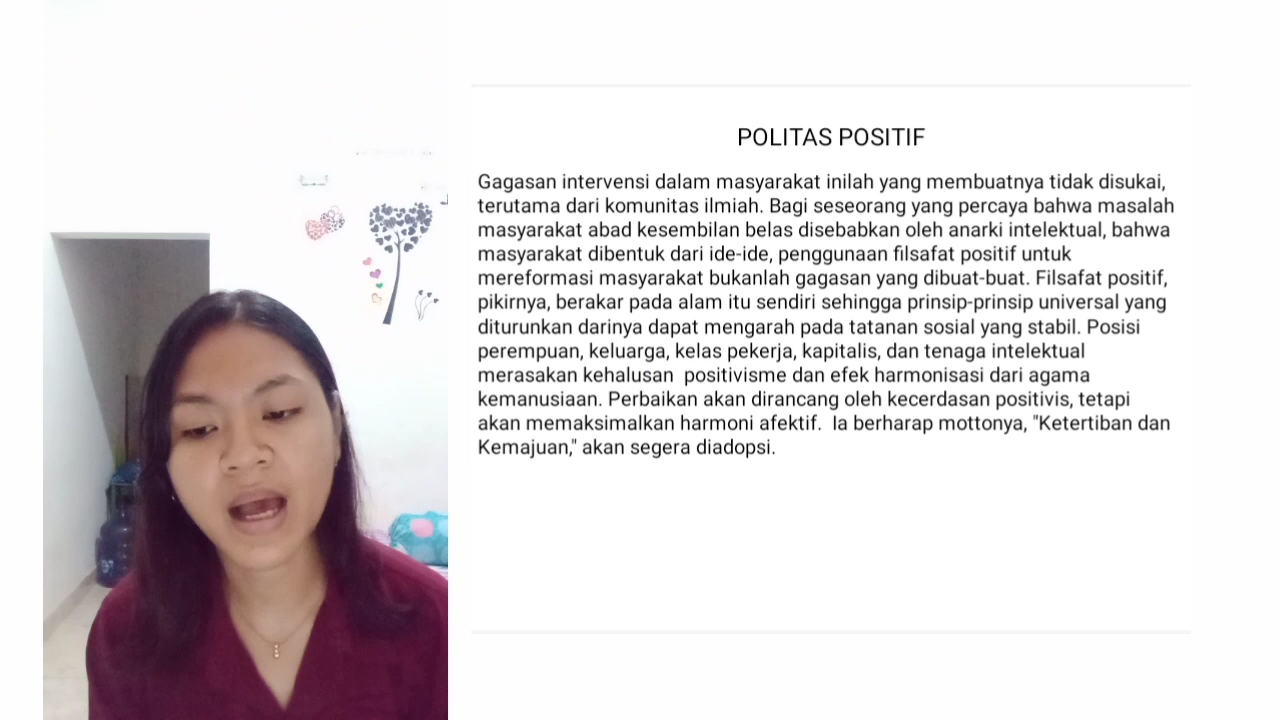 POLITAS POSITIF
Gagasan intervensi dalam masyarakat inilah yang membuatnya tidak disukai,
terutama dari komunitas ilmiah. Bagi seseorang yang percaya bahwa masalah
masyarakat abad kesembilan belas disebabkan oleh anarki intelektual, bahwa
masyarakat dibentuk dari ide-ide, penggunaan filsafat positif untuk
mereformasi masyarakat bukanlah gagasan yang dibuat-buat. Filsafat positif,
pikirnya, berakar pada alam itu sendiri sehingga prinsip-prinsip universal yang
diturunkan darinya dapat mengarah pada tatanan sosial yang stabil. Posisi
perempuan, keluarga, kelas pekerja, kapitalis, dan tenaga intelektual
merasakan kehalusan  positivisme dan efek harmonisasi dari agama
kemanusiaan. Perbaikan akan dirancang oleh kecerdasan positivis, tetapi
akan memaksimalkan harmoni afektif.  Ia berharap mottonya, "Ketertiban dan
Kemajuan," akan segera diadopsi.